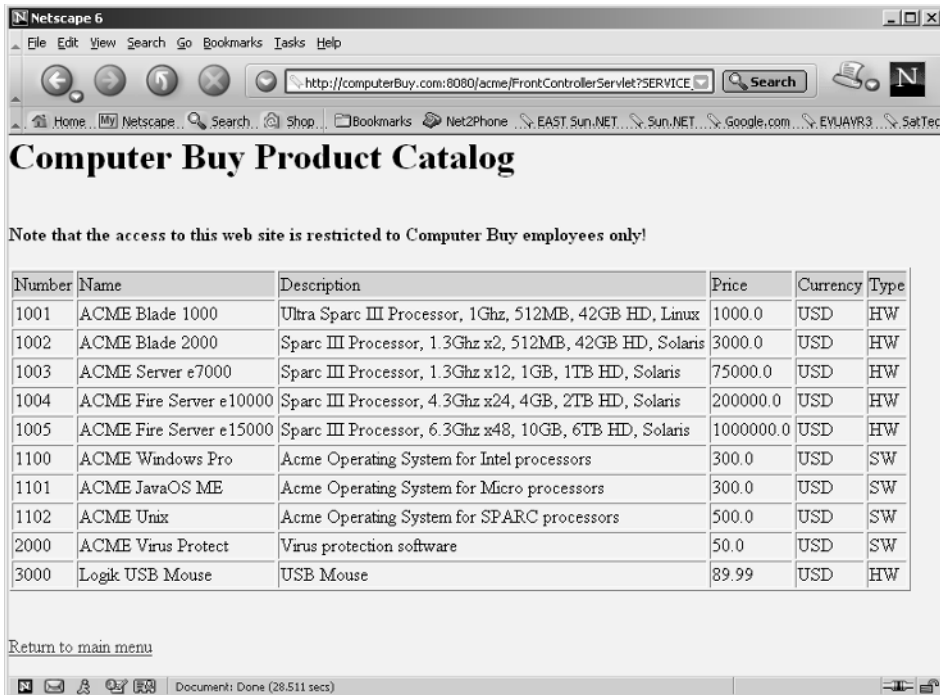 Netscape 6
File Edit View Search Go Bookmarks Tasks Help
http://computerBuy.com:8080/acme/FrontControllerServlet?SERVICE_ Search N
Home My Netscape Search Shop Bookmarks Net2Phone EAST Sun.NET Sun.NET Google.com EVUAVR3 SatTec
Computer Buy Product Catalog
Note that the access to this web site is restricted to Computer Buy employees only!
Number Name Description Price Currency Type
1001 ACME Blade 1000 Ultra Sparc III Processor, 1Ghz, 512MB, 42GB HD, Linux 1000.0 USD HW
1002 ACME Blade 2000 Sparc III Processor, 1.3Ghz x2, 512MB, 42GB HD, Solaris 3000.0 USD HW
1003 ACME Server e7000 Sparc III Processor, 1.3Ghz x12, 1GB, 1TB HD, Solaris 75000.0 USD HW
1004 ACME Fire Server e10000 Sparc III Processor, 4.3Ghz x24, 4GB, 2TB HD, Solaris 200000.0 USD HW
1005 ACME Fire Server e15000 Sparc III Processor, 6.3Ghz x48, 10GB, 6TB HD, Solaris 1000000.0 USD HW
1100 ACME Windows Pro Acme Operating System for Intel processors 300.0 USD SW
1101 ACME JavaOS ME Acme Operating System for Micro processors 300.0 USD SW
1102 ACME Unix Acme Operating System for SPARC processors 500.0 USD SW
2000 ACME Virus Protect Virus protection software 50.0 USD SW
3000 Logik USB Mouse USB Mouse 89.99 USD HW
Return to main menu
N Document: Done (28.511 secs)